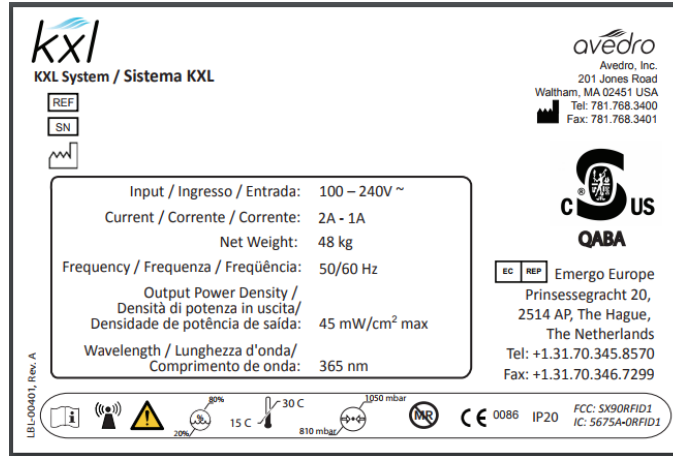 kxl
KXL System / Sistema KXL
REF
SN
avedro
Avedro, Inc.
201 Jones Road
Waltham, MA 02451 USA
Tel: 781.768.3400
Fax: 781.768.3401
Input / Ingresso / Entrada: 100 – 240V ~
Current / Corrente / Corrente: 2A - 1A
Net Weight: 48 kg
Frequency / Frequenza / Freqüência: 50/60 Hz
Output Power Density /
Densità di potenza in uscita/
Densidade de potência de saída: 45 mW/cm² max
Wavelength / Lunghezza d'onda/
Comprimento de onda: 365 nm
C S US
®
QABA
EC REP Emergo Europe
Prinsessegracht 20,
2514 AP, The Hague,
The Netherlands
Tel: +1.31.70.345.8570
Fax: +1.31.70.346.7299
LBL-00401, Rev. A
80%
20%
30 C
15 C
1050 mbar
810 mbar
MR
CE 0086
IP20
FCC: SX90RFID1
IC: 5675A-0RFID1